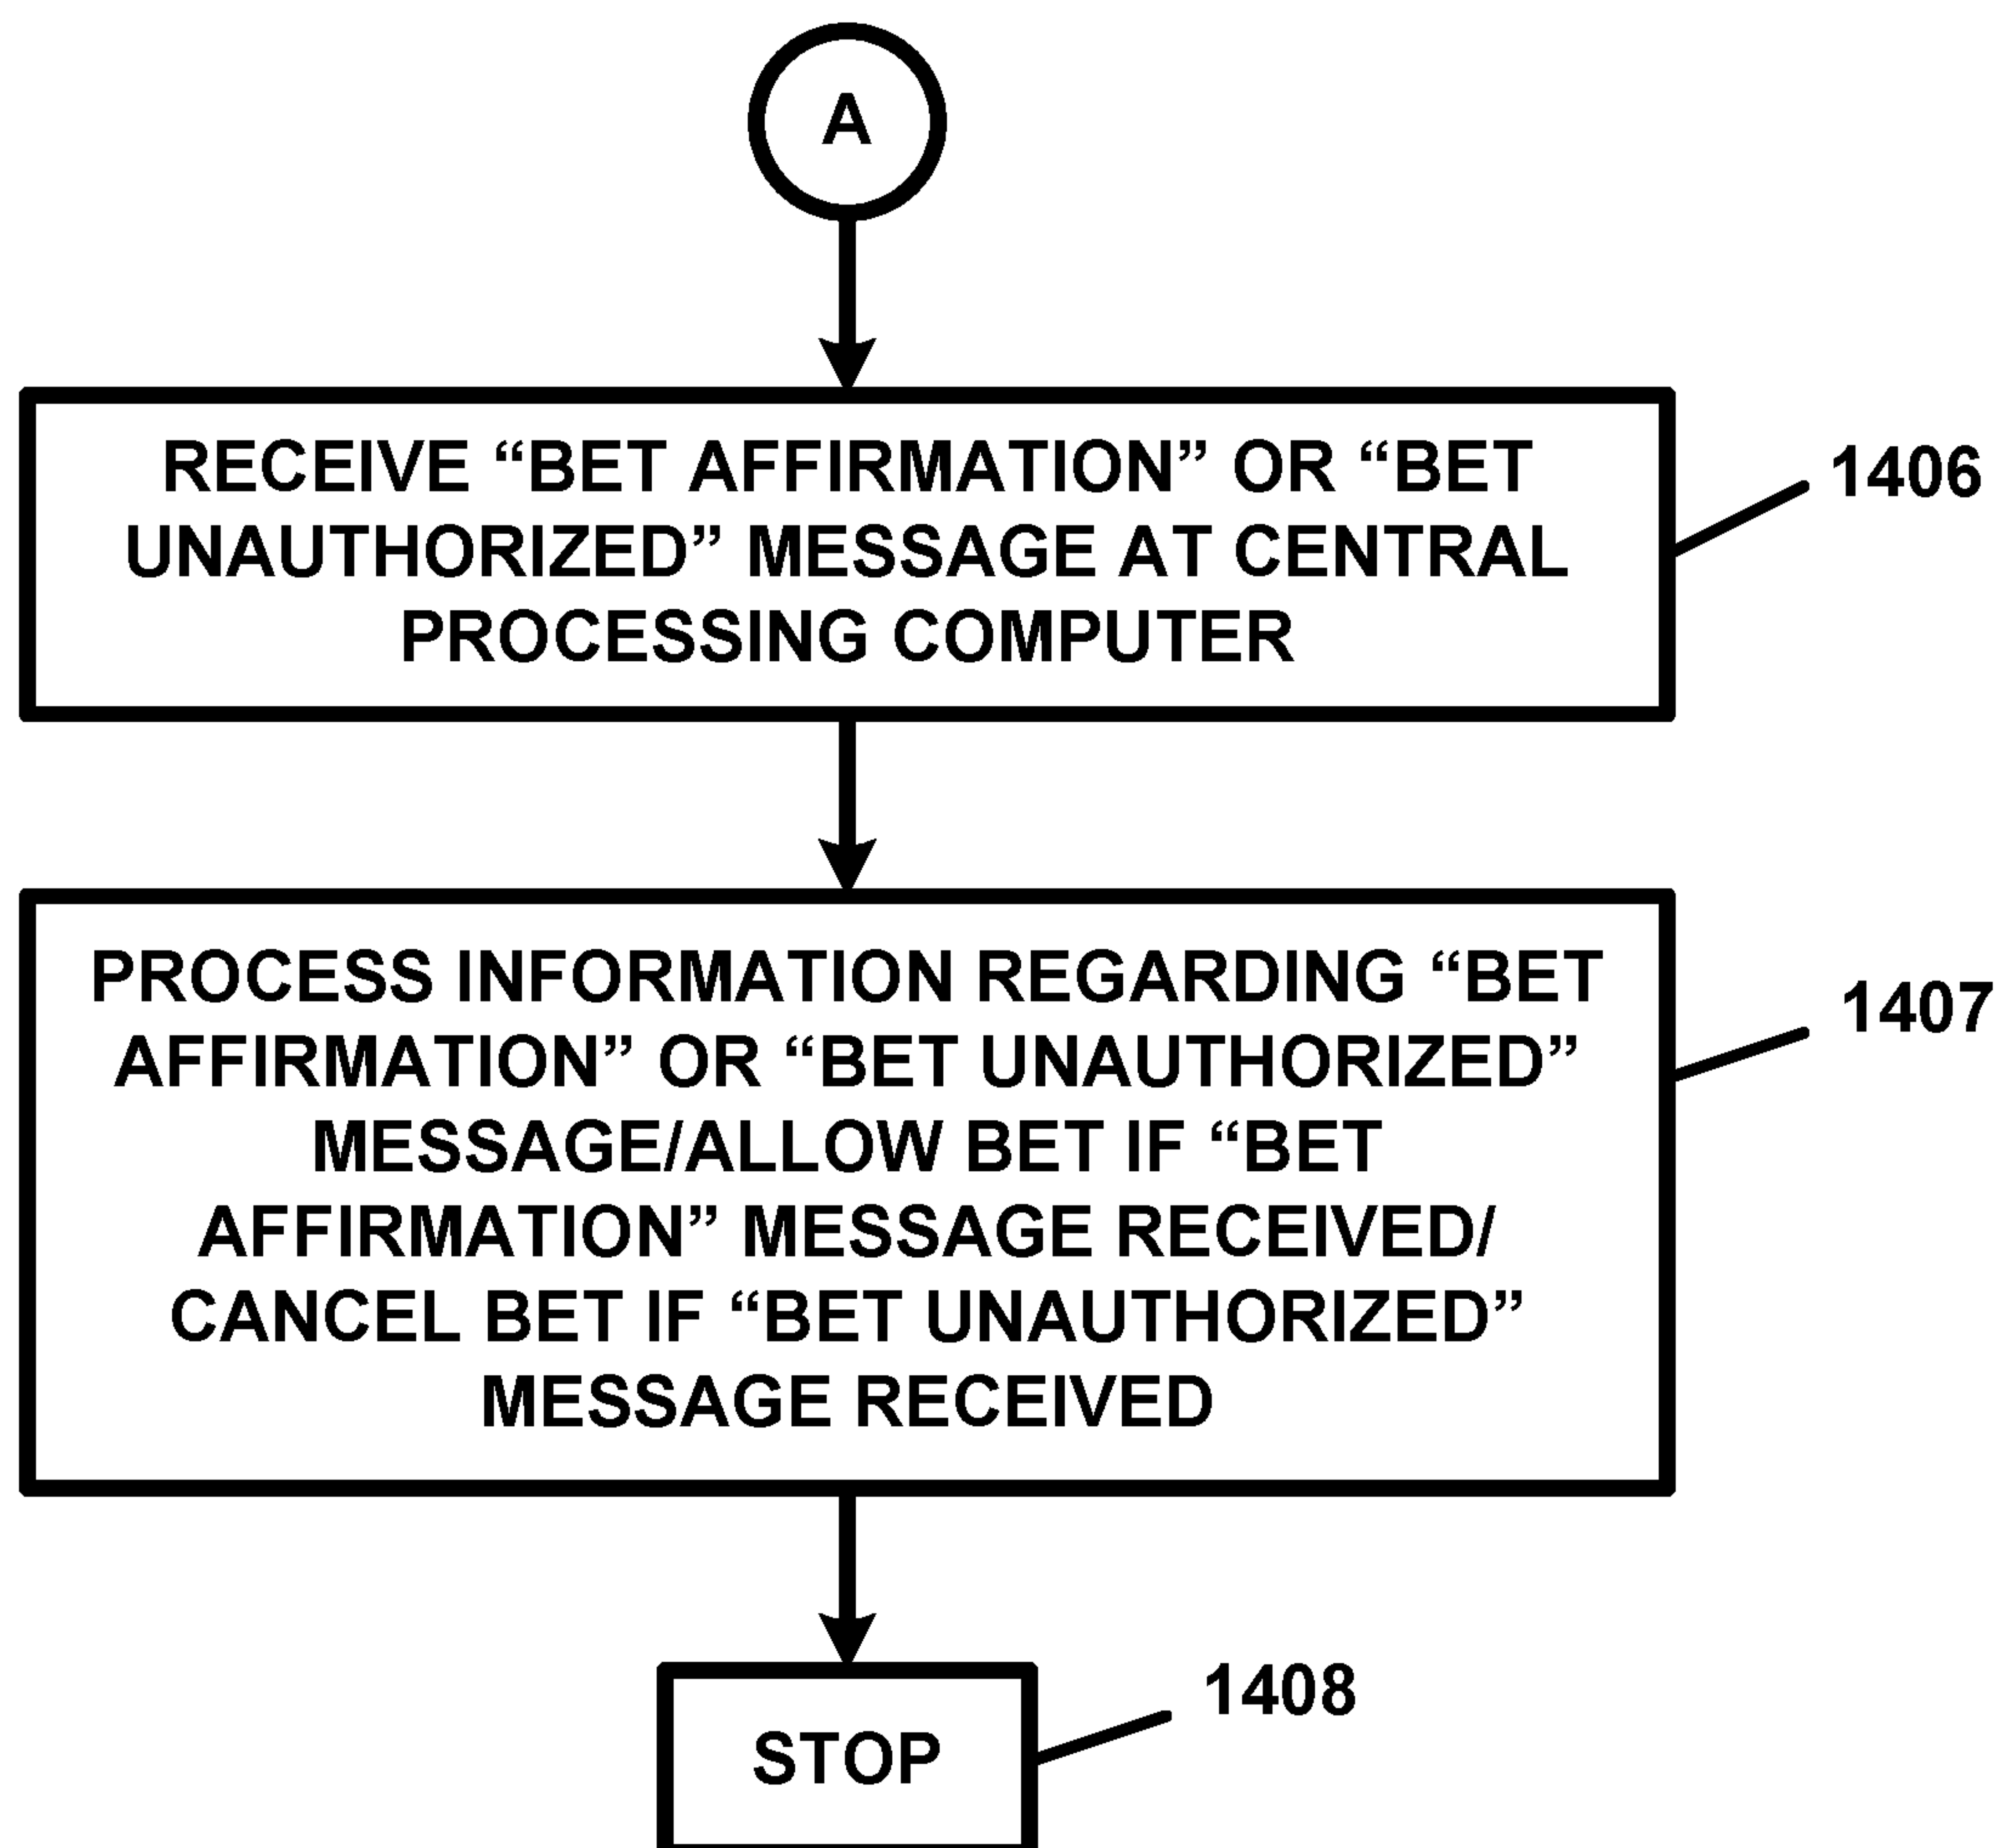 A
RECEIVE “BET AFFIRMATION” OR “BET
UNAUTHORIZED” MESSAGE AT CENTRAL
PROCESSING COMPUTER
1406
PROCESS INFORMATION REGARDING “BET
AFFIRMATION” OR “BET UNAUTHORIZED”
MESSAGE/ALLOW BET IF “BET
AFFIRMATION” MESSAGE RECEIVED/
CANCEL BET IF “BET UNAUTHORIZED”
MESSAGE RECEIVED
1407
STOP
1408